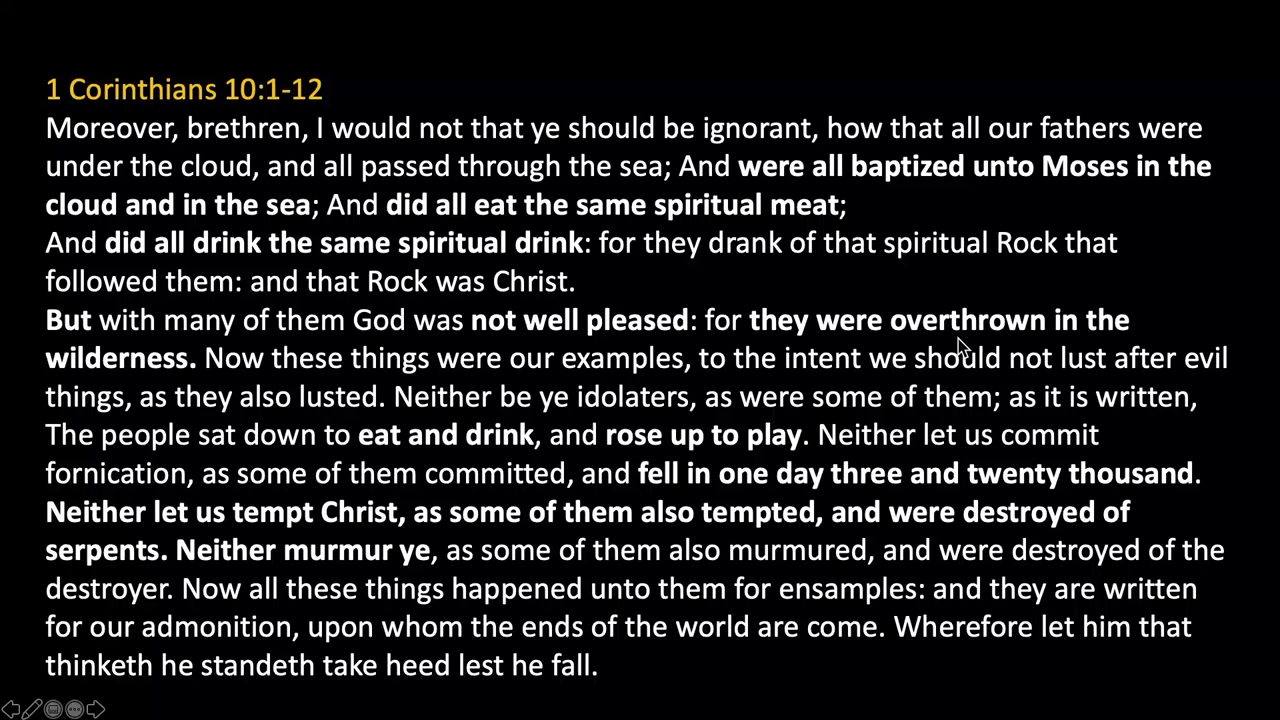 1 Corinthians 10:1-12
Moreover, brethren, I would not that ye should be ignorant, how that all our fathers were
under the cloud, and all passed through the sea; And were all baptized unto Moses in the
cloud and in the sea; And did all eat the same spiritual meat;
And did all drink the same spiritual drink: for they drank of that spiritual Rock that
followed them: and that Rock was Christ.
But with many of them God was not well pleased: for they were overthrown in the
wilderness. Now these things were our examples, to the intent we should not lust after evil
things, as they also lusted. Neither be ye idolaters, as were some of them; as it is written,
The people sat down to eat and drink, and rose up to play. Neither let us commit
fornication, as some of them committed, and fell in one day three and twenty thousand.
Neither let us tempt Christ, as some of them also tempted, and were destroyed of
serpents. Neither murmur ye, as some of them also murmured, and were destroyed of the
destroyer. Now all these things happened unto them for ensamples: and they are written
for our admonition, upon whom the ends of the world are come. Wherefore let him that
thinketh he standeth take heed lest he fall.